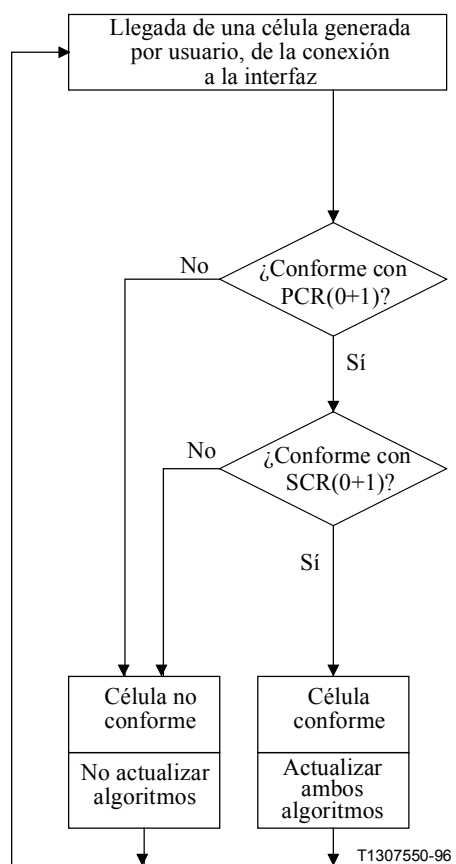 Llegada de una célula generada
por usuario, de la conexión
a la interfaz
No
¿Conforme con
PCR(0+1)?
Sí
No
¿Conforme con
SCR(0+1)?
Sí
Célula no
conforme
No actualizar
algoritmos
Célula
conforme
Actualizar
ambos
algoritmos
T1307550-96